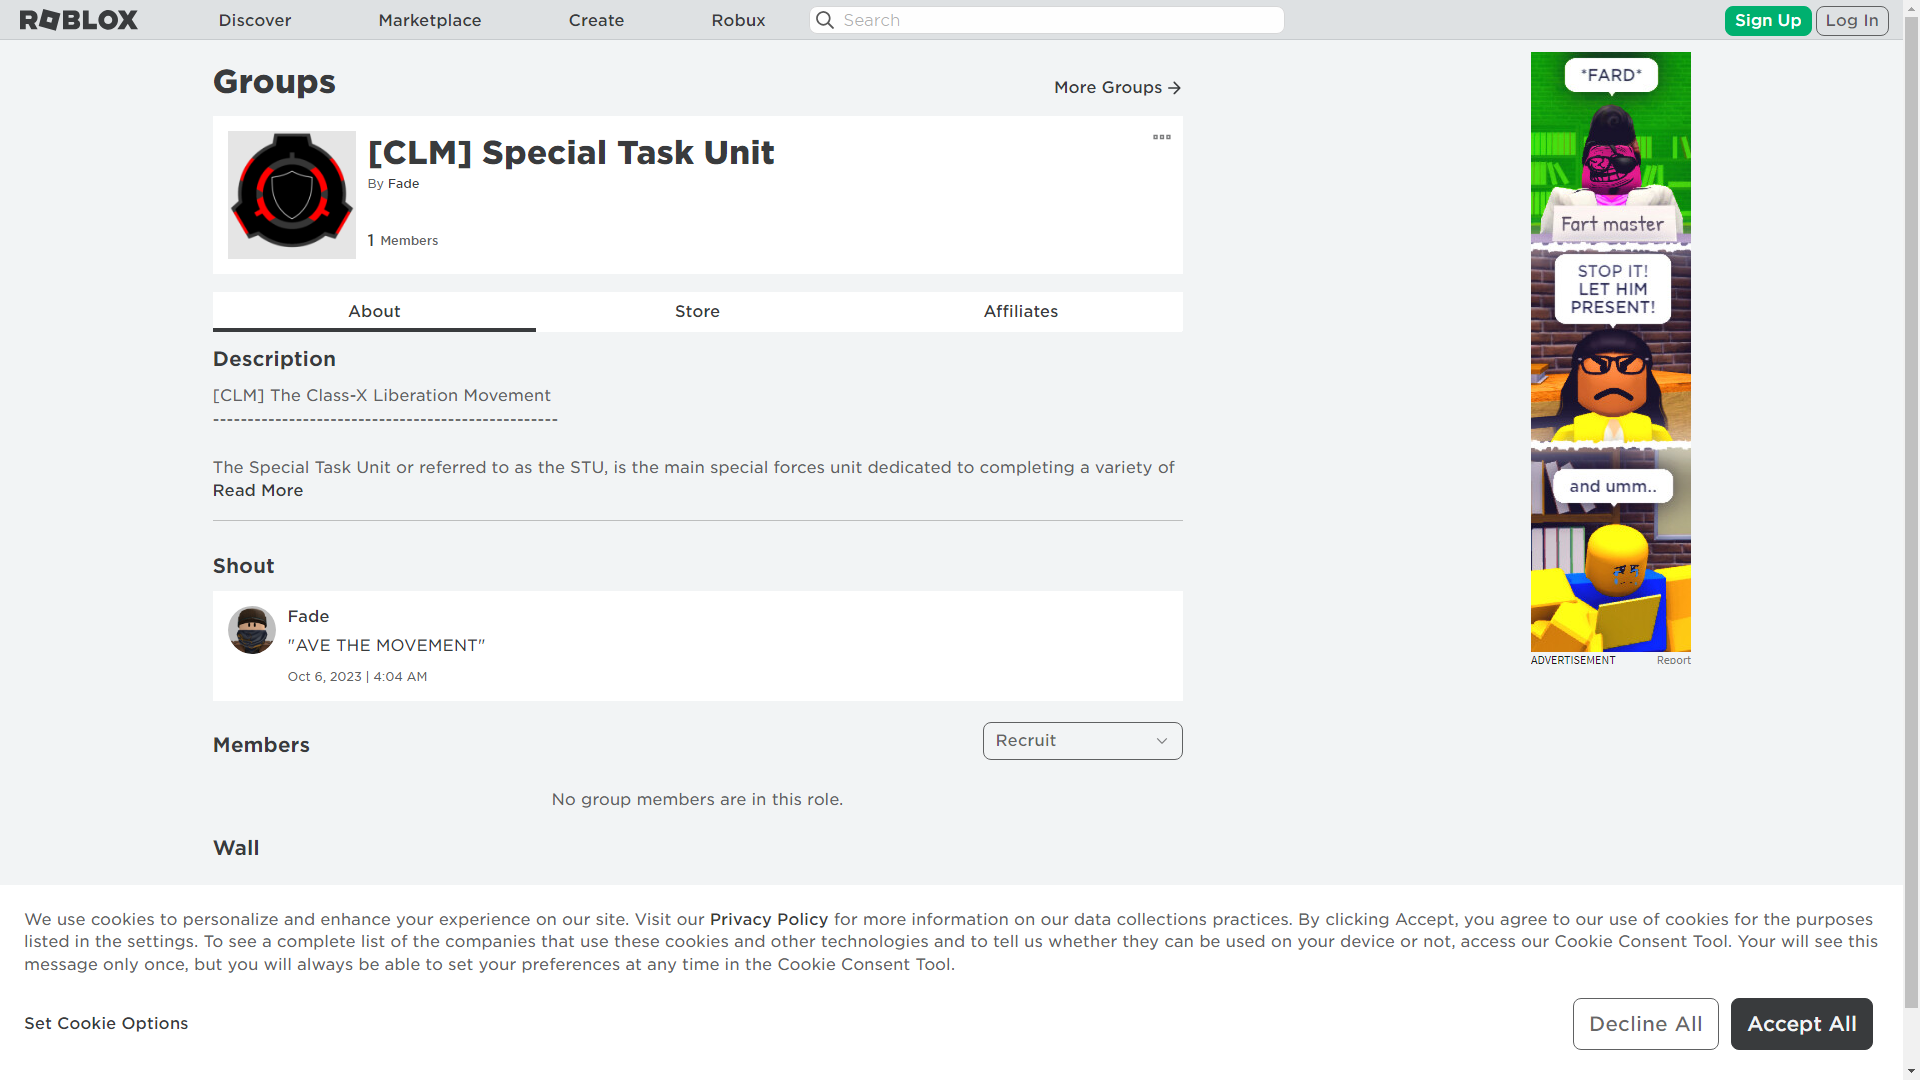 ROBLOX
Discover
Marketplace
Create
Robux
Search
Sign Up
Log In
Groups
More Groups
[CLM] Special Task Unit
By Fade
1 Members
About
Store
Affiliates
Description
[CLM] The Class-X Liberation Movement
--------------------------------------------------
The Special Task Unit or referred to as the STU, is the main special forces unit dedicated to completing a variety of
Read More
Shout
Fade
"AVE THE MOVEMENT"
Oct 6, 2023 | 4:04 AM
Members
Recruit
No group members are in this role.
Wall
*FARD*
Fart master
STOP IT!
LET HIM
PRESENT!
and umm..
ADVERTISEMENT
Report
We use cookies to personalize and enhance your experience on our site. Visit our Privacy Policy for more information on our data collections practices. By clicking Accept, you agree to our use of cookies for the purposes
listed in the settings. To see a complete list of the companies that use these cookies and other technologies and to tell us whether they can be used on your device or not, access our Cookie Consent Tool. Your will see this
message only once, but you will always be able to set your preferences at any time in the Cookie Consent Tool.
Set Cookie Options
Decline All
Accept All